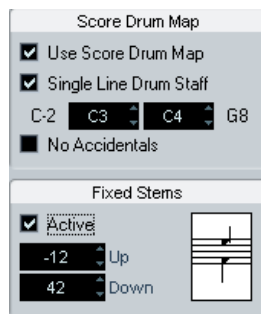 Score Drum Map
Use Score Drum Map
Single Line Drum Staff
C-2 C3 C4 G8
No Accidentals
Fixed Stems
Active
-12 Up
42 Down